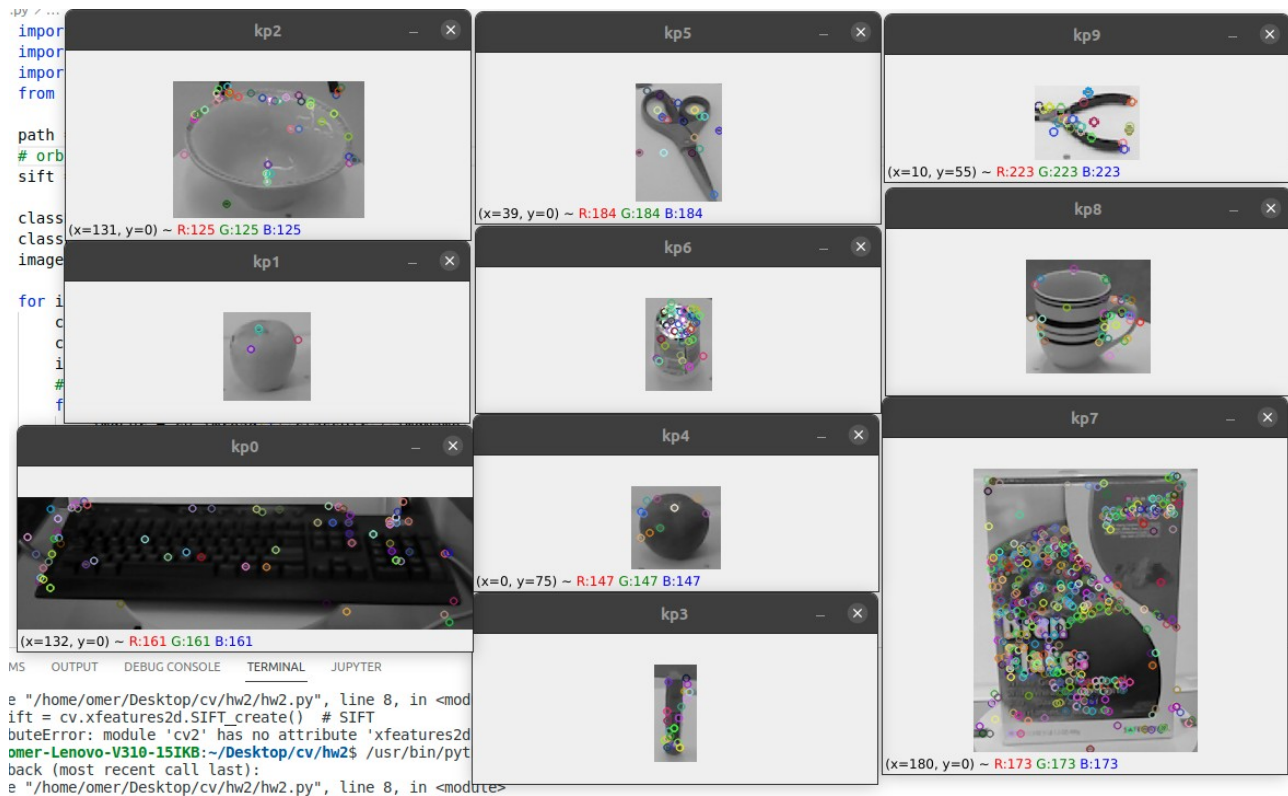 .py > ...
impor
impor
impor
from
path =
# orb
sift =
class
class
image
for i
c
c
i
#
f
kp2
(x=131, y=0) ~ R:125 G:125 B:125
kp1
kp0
(x=132, y=0) ~ R:161 G:161 B:161
kp5
(x=39, y=0) ~ R:184 G:184 B:184
kp6
kp4
(x=0, y=75) ~ R:147 G:147 B:147
kp3
kp9
(x=10, y=55) ~ R:223 G:223 B:223
kp8
kp7
(x=180, y=0) ~ R:173 G:173 B:173
MS OUTPUT DEBUG CONSOLE TERMINAL JUPYTER
e "/home/omer/Desktop/cv/hw2/hw2.py", line 8, in <mod
ift = cv.xfeatures2d.SIFT_create() # SIFT
buteError: module 'cv2' has no attribute 'xfeatures2d
omer-Lenovo-V310-15IKB:~/Desktop/cv/hw2$ /usr/bin/pyt
back (most recent call last):
e "/home/omer/Desktop/cv/hw2/hw2.py", line 8, in <module>